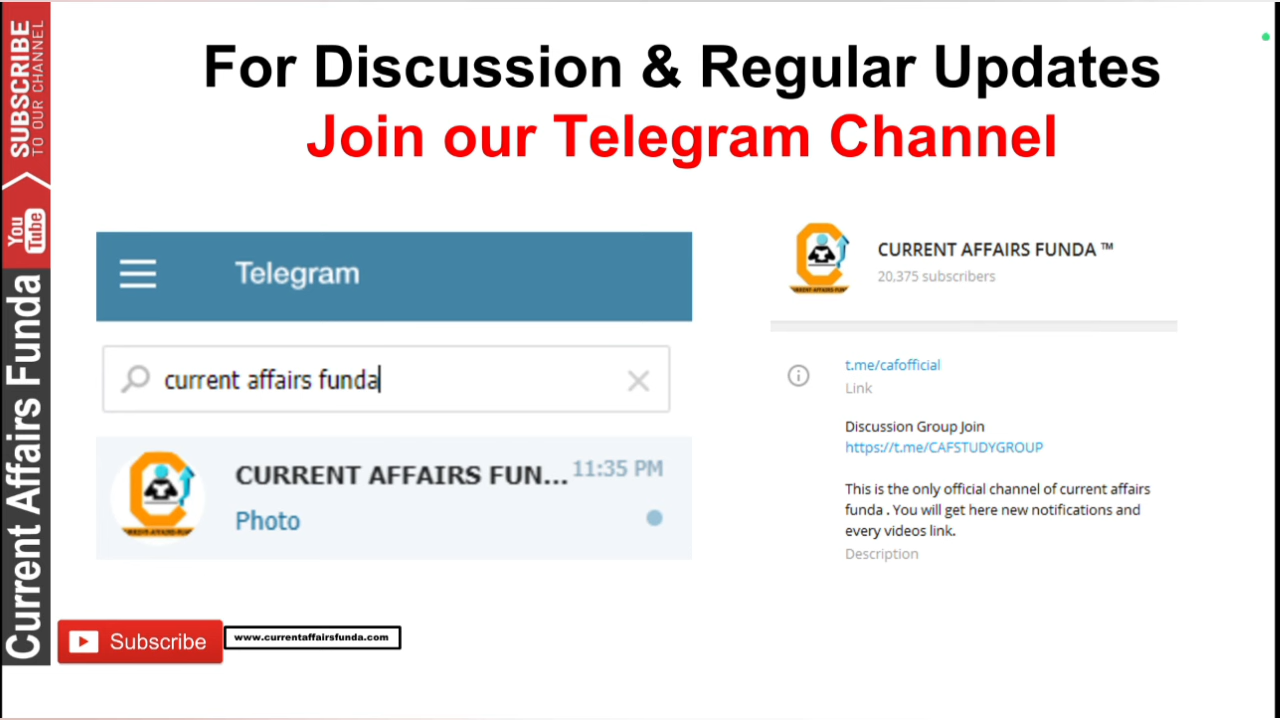 For Discussion & Regular Updates
Join our Telegram Channel
SUBSCRIBE
TO OUR CHANNEL
You
Tube
Current Affairs Funda
Telegram
current affairs funda
CURRENT AFFAIRS FUN...
11:35 PM
Photo
CURRENT AFFAIRS FUNDA ™
20,375 subscribers
t.me/cafofficial
Link
Discussion Group Join
https://t.me/CAFSTUDYGROUP
This is the only official channel of current affairs
funda . You will get here new notifications and
every videos link.
Description
Subscribe
www.currentaffairsfunda.com